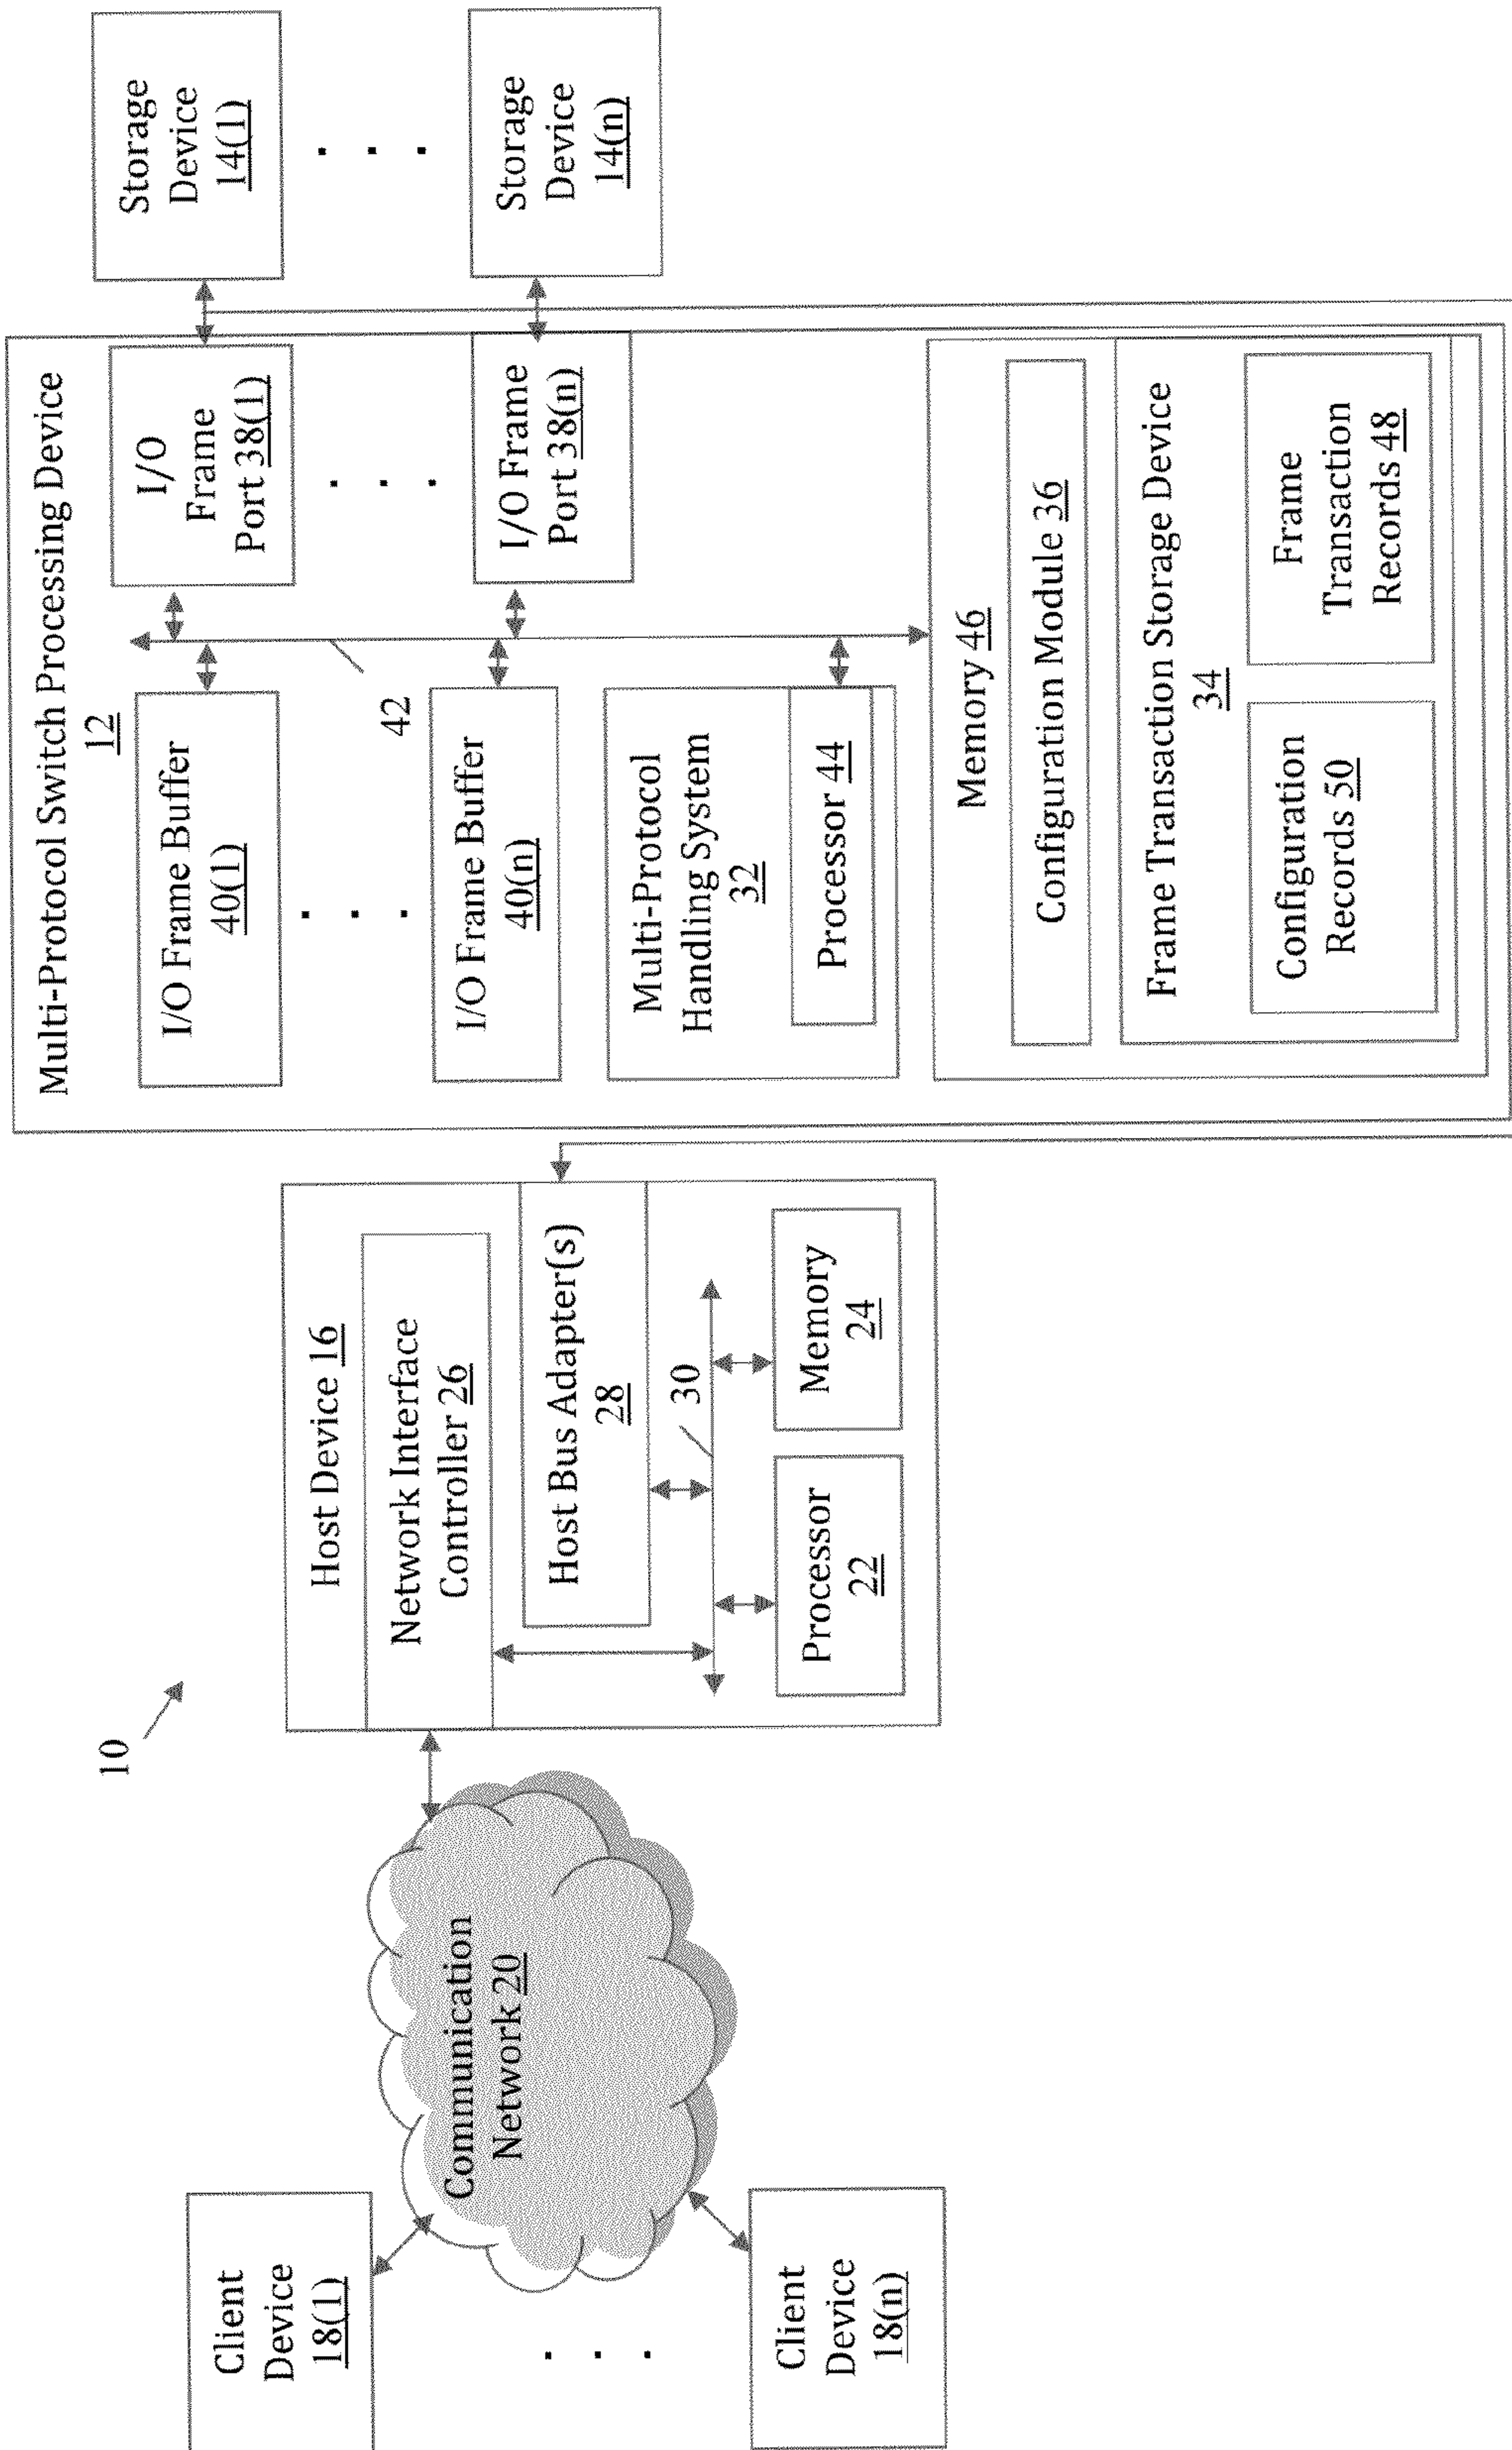 10
Client
Device
18(1)
Client
Device
18(n)
Communication
Network 20
Host Device 16
Network Interface
Controller 26
Host Bus Adapter(s)
28
30
Processor
22
Memory
24
Multi-Protocol Switch Processing Device
12
I/O Frame Buffer
40(1)
I/O Frame Buffer
40(n)
42
Multi-Protocol
Handling System
32
Processor 44
I/O
Frame
Port 38(1)
I/O Frame
Port 38(n)
Memory 46
Configuration Module 36
Frame Transaction Storage Device
34
Configuration
Records 50
Frame
Transaction
Records 48
Storage
Device
14(1)
Storage
Device
14(n)